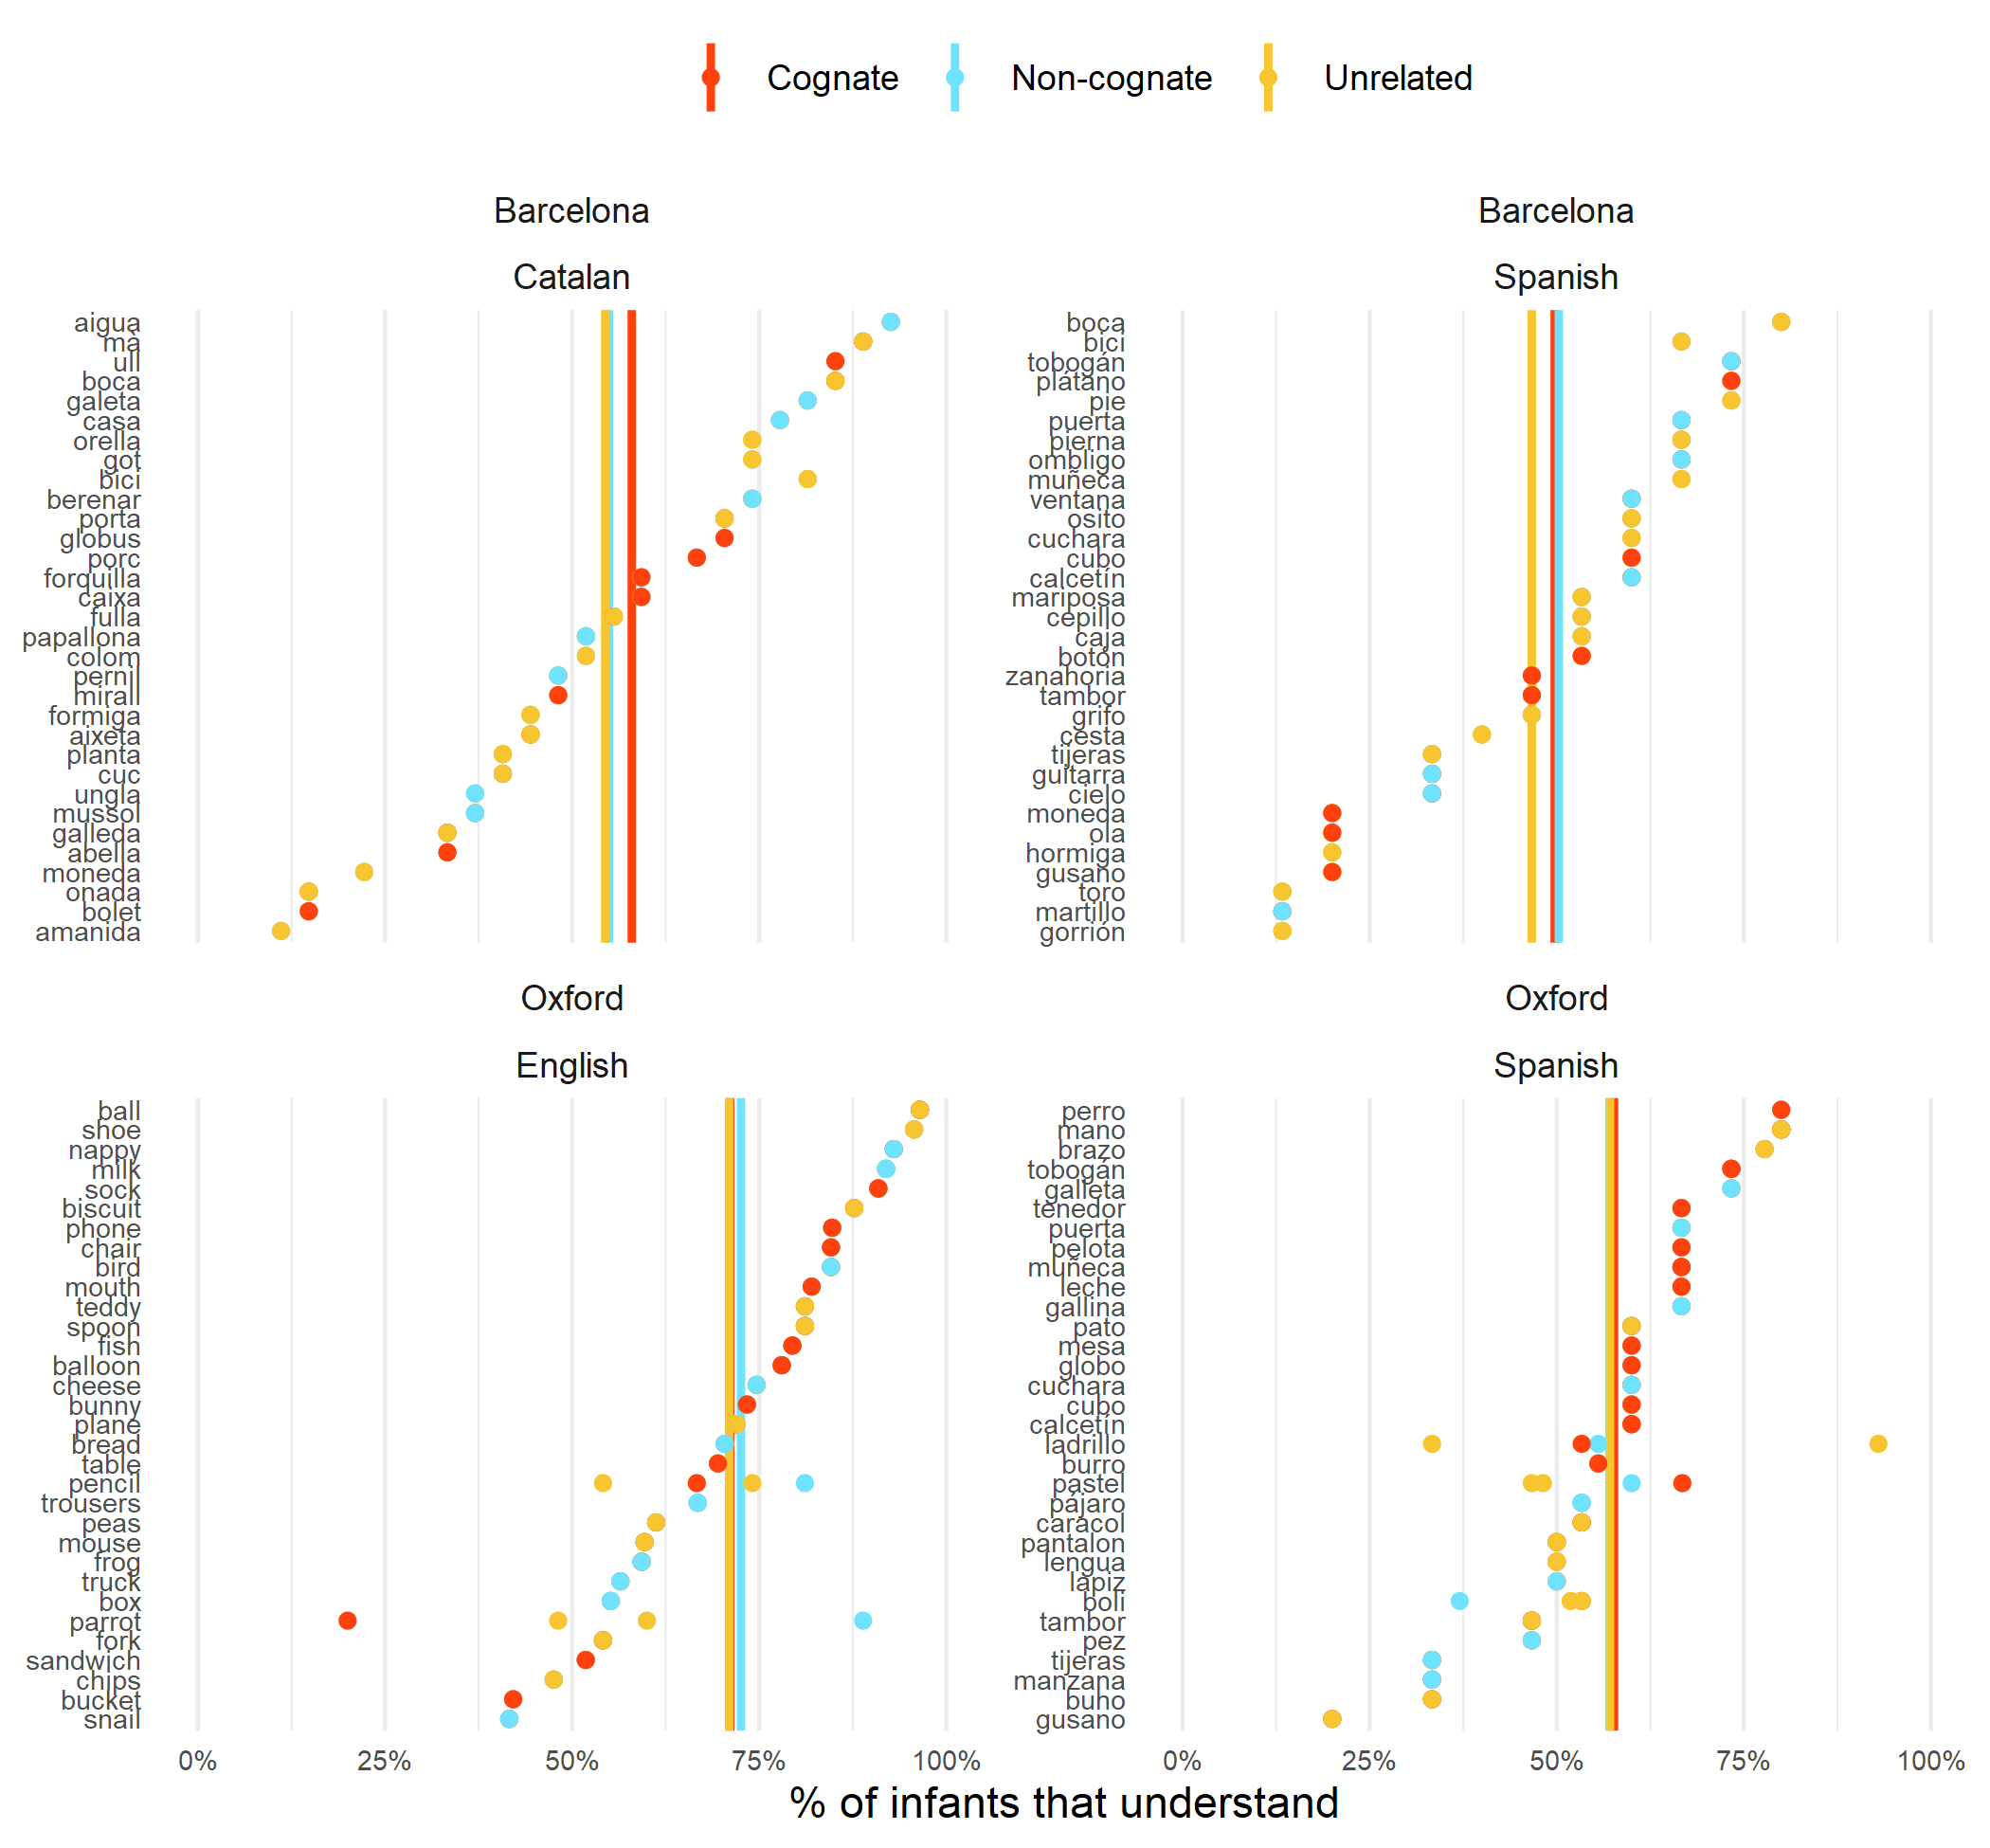 Cognate Non-cognate Unrelated
Barcelona
Catalan
aigua
mà
ull
boca
galeta
casa
orella
got
bici
berenar
porta
globus
porc
forquilla
caixa
fulla
papallona
colom
pernil
mirall
formiga
aixeta
planta
cuc
ungla
mussol
galleda
abella
moneda
onada
bolet
amanida
Barcelona
Spanish
boca
bici
tobogán
plátano
pie
puerta
pierna
ombligo
muñeca
ventana
osito
cuchara
cubo
calcetín
mariposa
cepillo
caja
botón
zanahoria
tambor
grifo
cesta
tijeras
guitarra
cielo
moneda
ola
hormiga
gusano
toro
martillo
gorrión
Oxford
English
ball
shoe
nappy
milk
sock
biscuit
phone
chair
bird
mouth
teddy
spoon
fish
balloon
cheese
bunny
plane
bread
table
pencil
trousers
peas
mouse
frog
truck
box
parrot
fork
sandwich
chips
bucket
snail
0% 25% 50% 75% 100%
Oxford
Spanish
perro
mano
brazo
tobogán
galleta
tenedor
puerta
pelota
muñeca
leche
gallina
pato
mesa
globo
cuchara
cubo
calcetín
ladrillo
burro
pastel
pájaro
caracol
pantalon
lengua
lapiz
boli
tambor
pez
tijeras
manzana
buho
gusano
0% 25% 50% 75% 100%
% of infants that understand